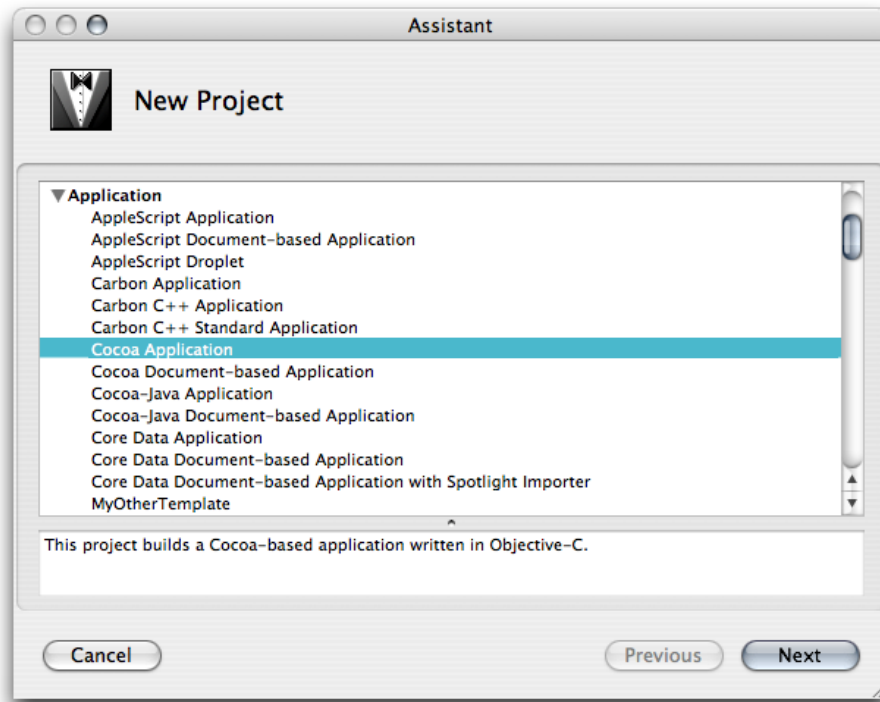 Assistant
New Project
Application
AppleScript Application
AppleScript Document-based Application
AppleScript Droplet
Carbon Application
Carbon C++ Application
Carbon C++ Standard Application
Cocoa Application
Cocoa Document-based Application
Cocoa-Java Application
Cocoa-Java Document-based Application
Core Data Application
Core Data Document-based Application
Core Data Document-based Application with Spotlight Importer
MyOtherTemplate
This project builds a Cocoa-based application written in Objective-C.
Cancel Previous Next